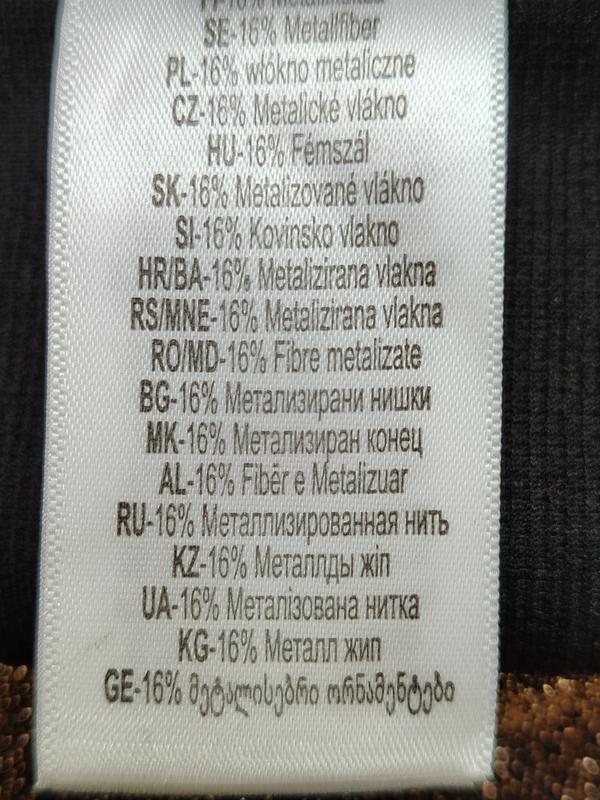 SE-16% Metallfiber
PL-16% włókno metaliczne
CZ-16% Metalické vlákno
HU-16% Fémszál
SK-16% Metalizované vlákno
SI-16% Kovinsko vlakno
HR/BA-16% Metalizirana vlakna
RS/MNE-16% Metalizirana vlakna
RO/MD-16% Fibre metalizate
BG-16% Метализирани нишки
MK-16% Метализиран конец
AL-16% Fibër e Metalizuar
RU-16% Металлизированная нить
KZ-16% Металлды жіп
UA-16% Металізована нитка
KG-16% Металл жип
GE-16% მეტალისებრი ორნამენტები